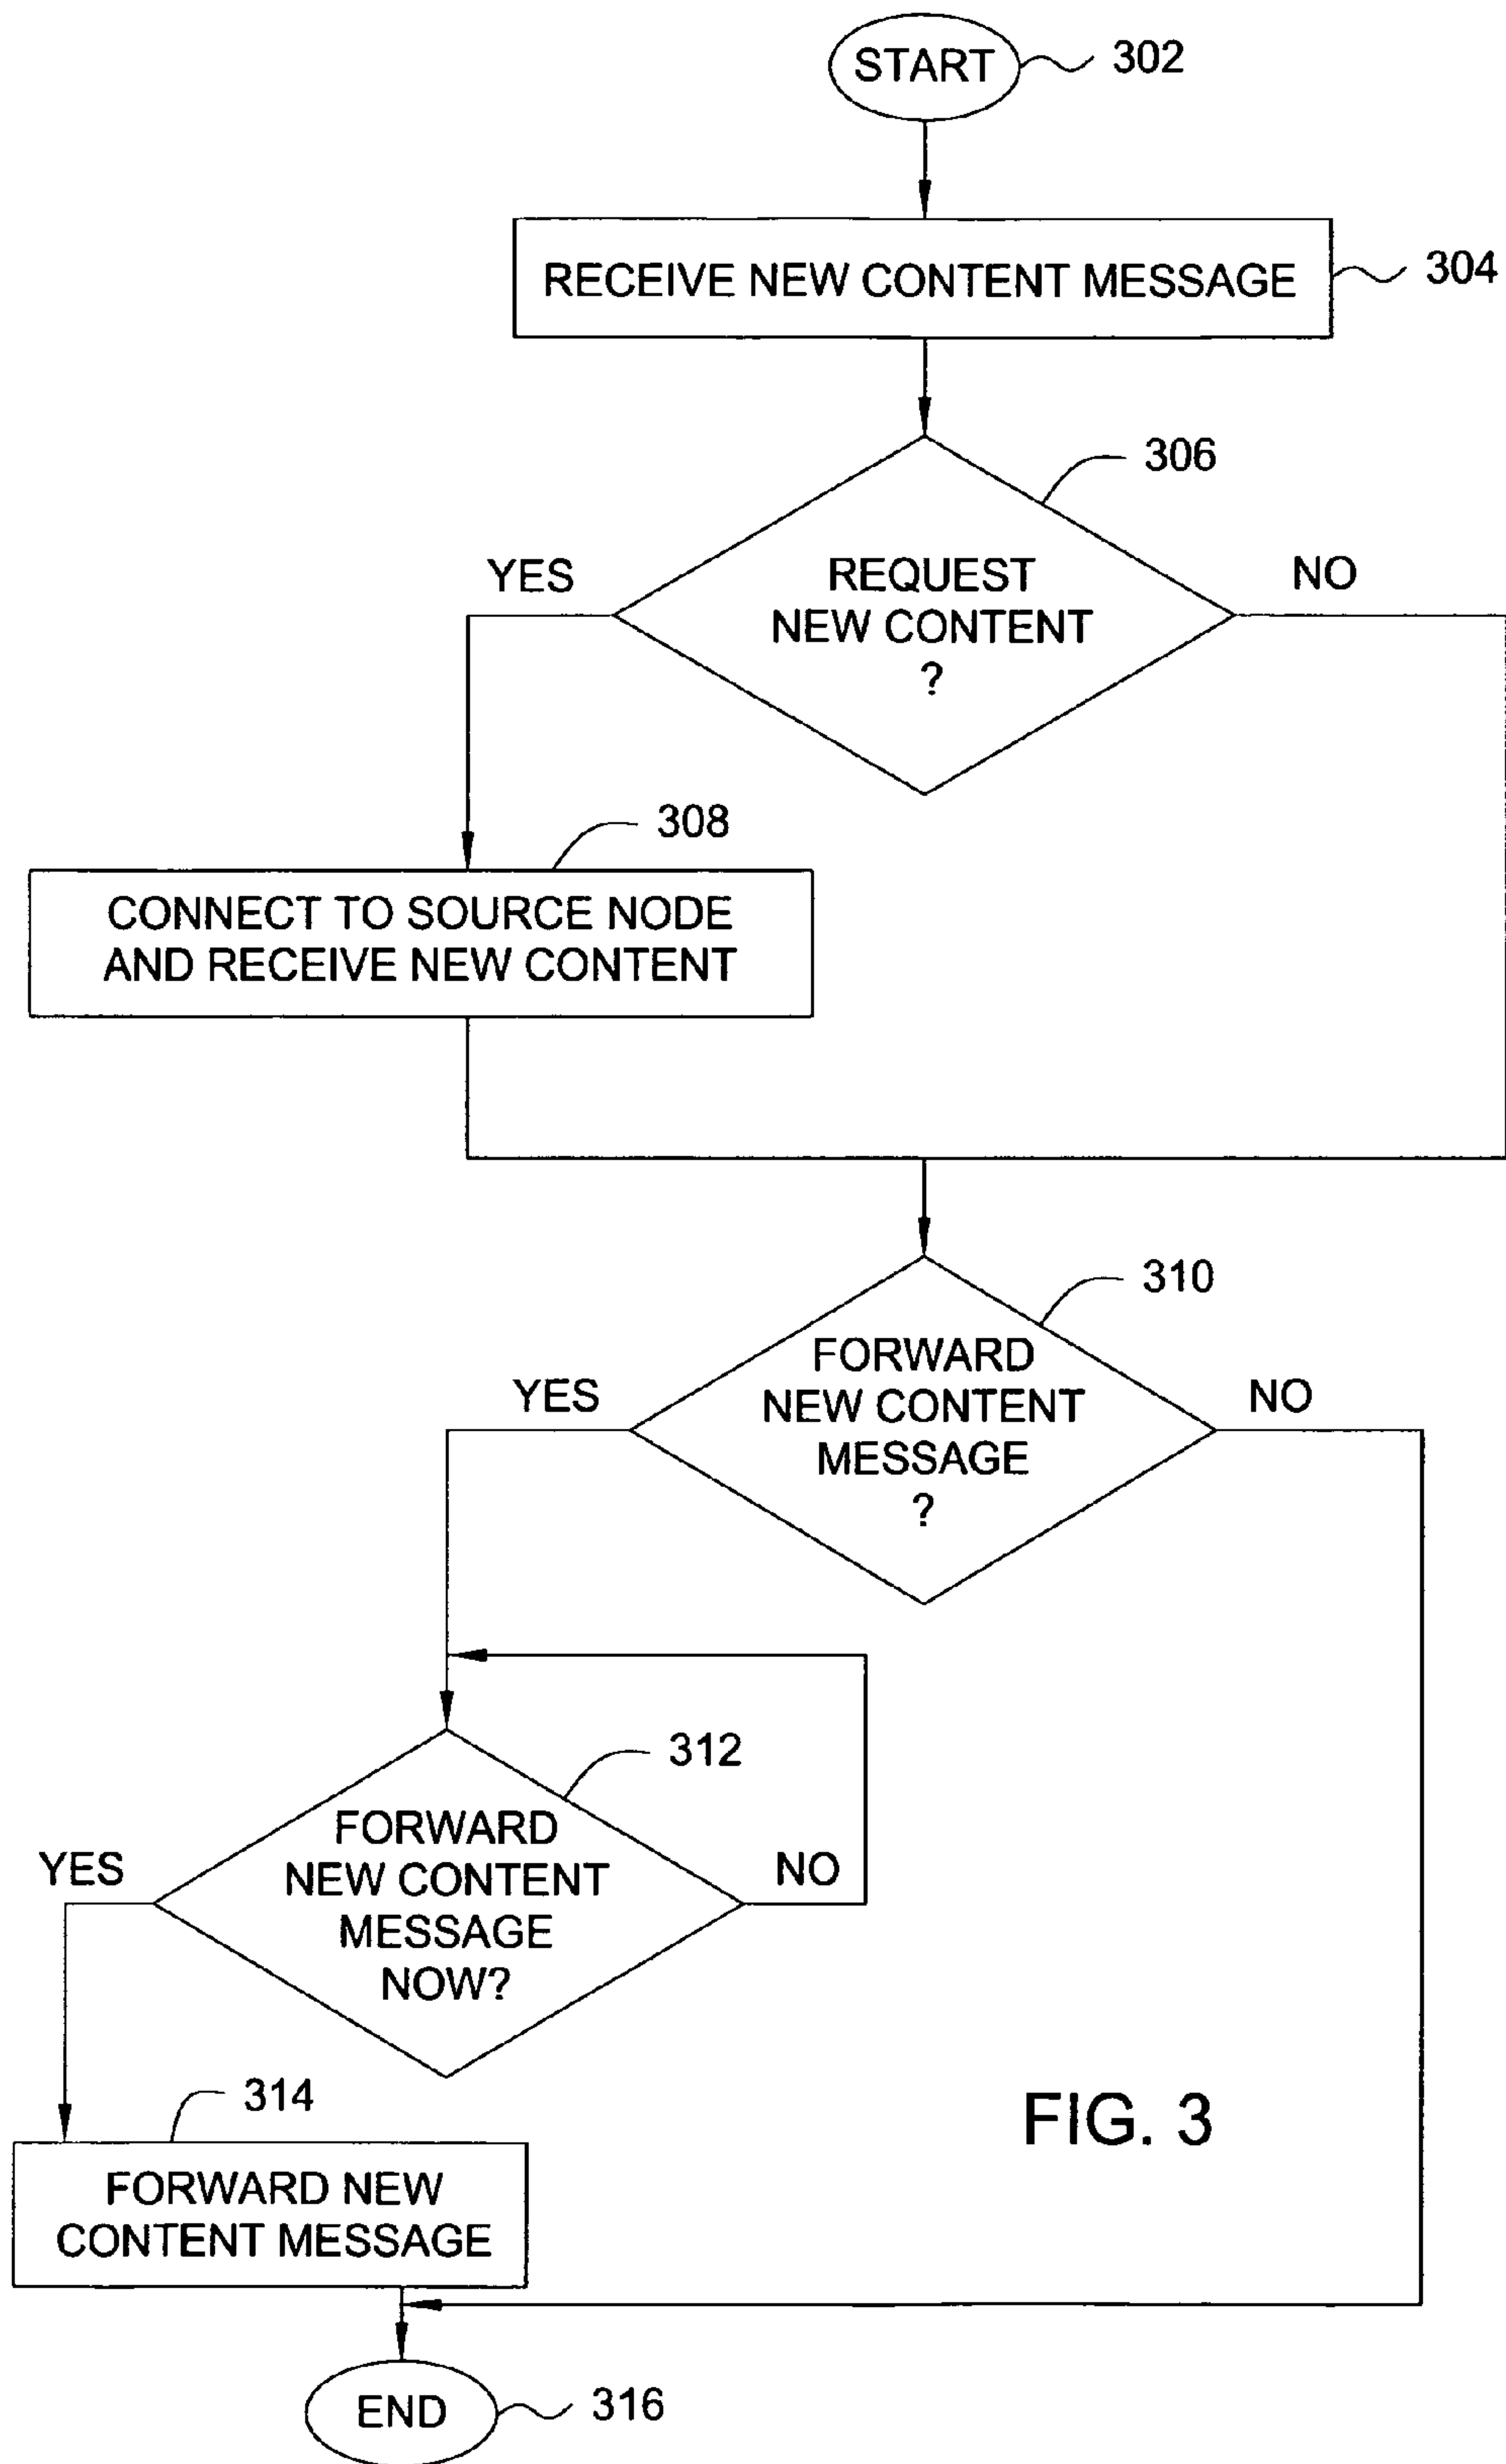 START
302
RECEIVE NEW CONTENT MESSAGE
304
306
REQUEST
NEW CONTENT
?
YES
NO
308
CONNECT TO SOURCE NODE
AND RECEIVE NEW CONTENT
310
FORWARD
NEW CONTENT
MESSAGE
?
YES
NO
312
FORWARD
NEW CONTENT
MESSAGE
NOW?
YES
NO
314
FORWARD NEW
CONTENT MESSAGE
FIG. 3
END
316